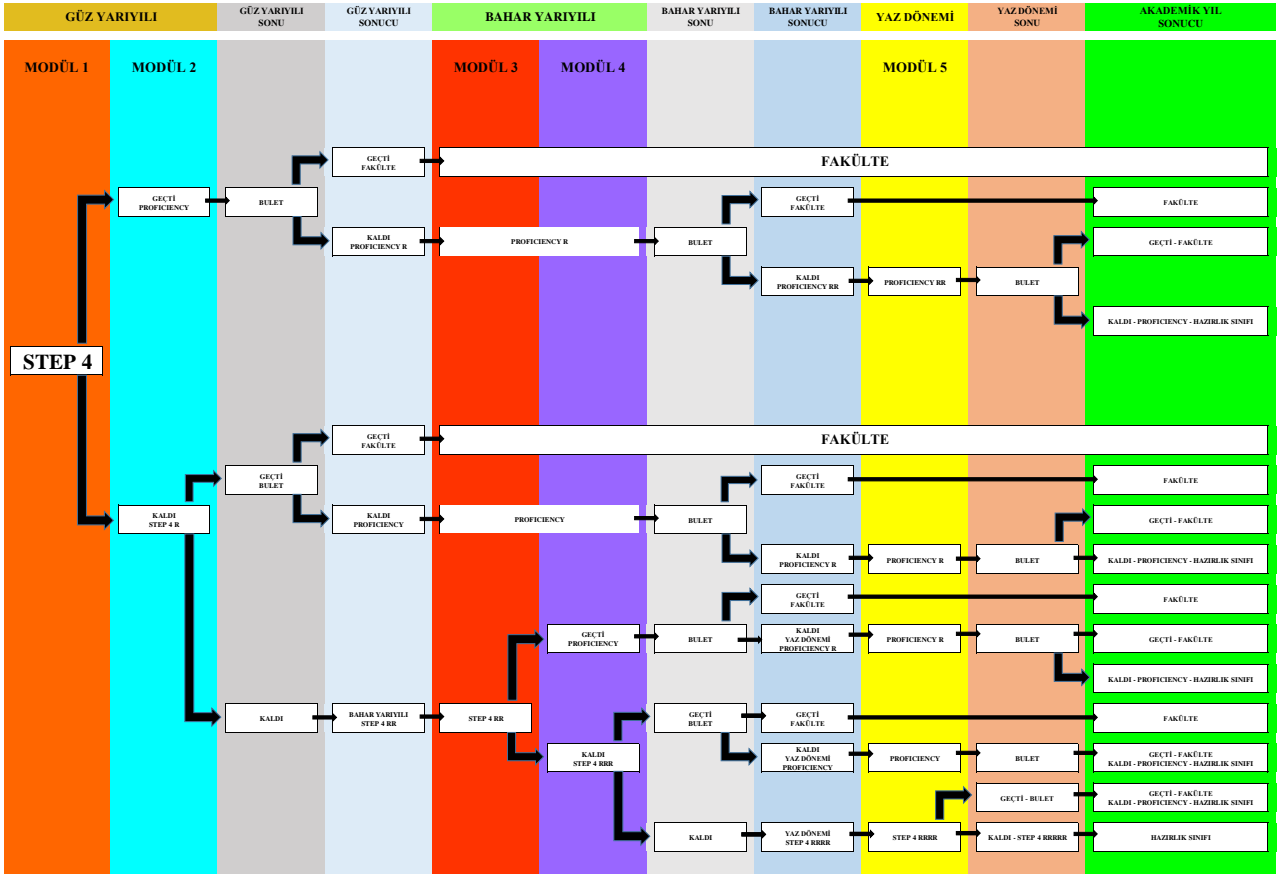 GÜZ YARIYILI
GÜZ YARIYILI
SONU
GÜZ YARIYILI
SONUCU
BAHAR YARIYILI
BAHAR YARIYILI
SONU
BAHAR YARIYILI
SONUCU
YAZ DÖNEMİ
YAZ DÖNEMİ
SONU
AKADEMİK YIL
SONUCU
MODÜL 1
MODÜL 2
MODÜL 3
MODÜL 4
MODÜL 5
GEÇTİ
FAKÜLTE
FAKÜLTE
GEÇTİ
PROFICIENCY
BULET
GEÇTİ
FAKÜLTE
FAKÜLTE
KALDI
PROFICIENCY R
PROFICIENCY R
BULET
GEÇTİ - FAKÜLTE
KALDI
PROFICIENCY RR
PROFICIENCY RR
BULET
KALDI - PROFICIENCY - HAZIRLIK SINIFI
STEP 4
GEÇTİ
FAKÜLTE
FAKÜLTE
GEÇTİ
BULET
GEÇTİ
FAKÜLTE
FAKÜLTE
KALDI
STEP 4 R
KALDI
PROFICIENCY
PROFICIENCY
BULET
GEÇTİ - FAKÜLTE
KALDI
PROFICIENCY R
PROFICIENCY R
BULET
KALDI - PROFICIENCY - HAZIRLIK SINIFI
GEÇTİ
FAKÜLTE
FAKÜLTE
GEÇTİ
PROFICIENCY
BULET
KALDI
YAZ DÖNEMİ
PROFICIENCY R
PROFICIENCY R
BULET
GEÇTİ - FAKÜLTE
KALDI - PROFICIENCY - HAZIRLIK SINIFI
KALDI
BAHAR YARIYILI
STEP 4 RR
STEP 4 RR
GEÇTİ
BULET
GEÇTİ
FAKÜLTE
FAKÜLTE
KALDI
STEP 4 RRR
KALDI
YAZ DÖNEMİ
PROFICIENCY
PROFICIENCY
BULET
GEÇTİ - FAKÜLTE
KALDI - PROFICIENCY - HAZIRLIK SINIFI
GEÇTİ - BULET
GEÇTİ - FAKÜLTE
KALDI - PROFICIENCY - HAZIRLIK SINIFI
KALDI
YAZ DÖNEMİ
STEP 4 RRRR
STEP 4 RRRR
KALDI - STEP 4 RRRRR
HAZIRLIK SINIFI